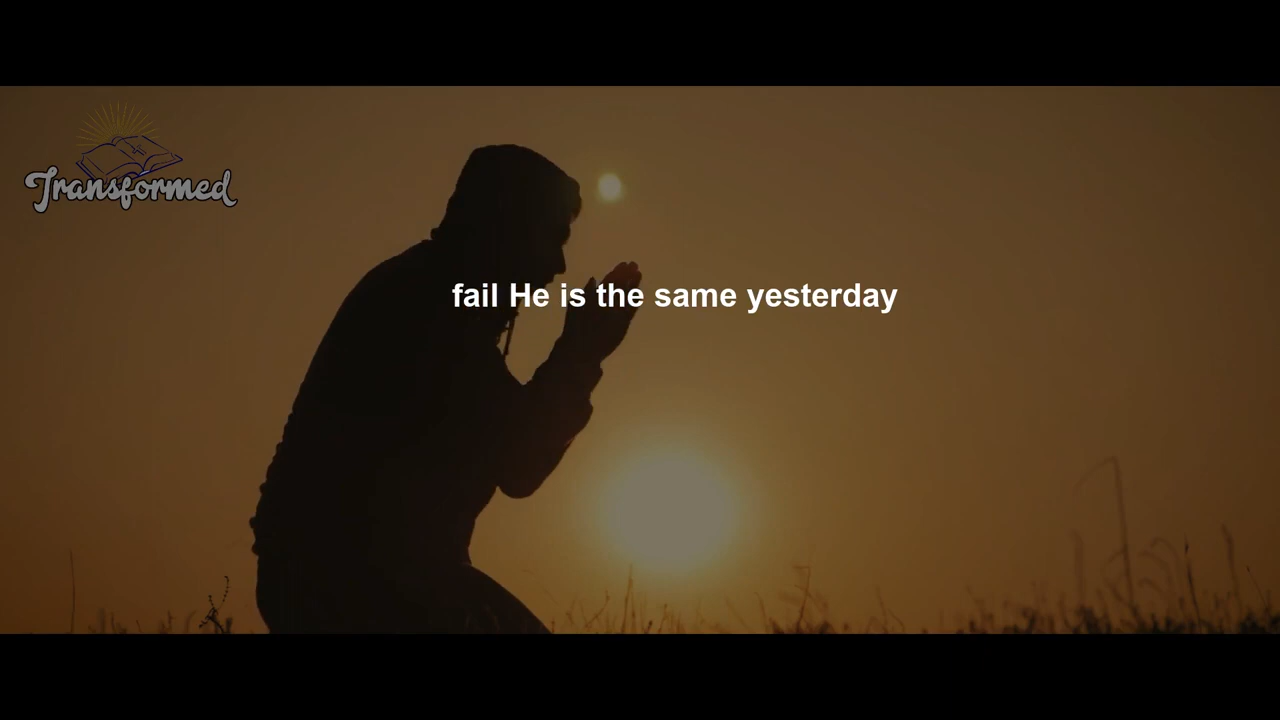 Transformed
fail He is the same yesterday